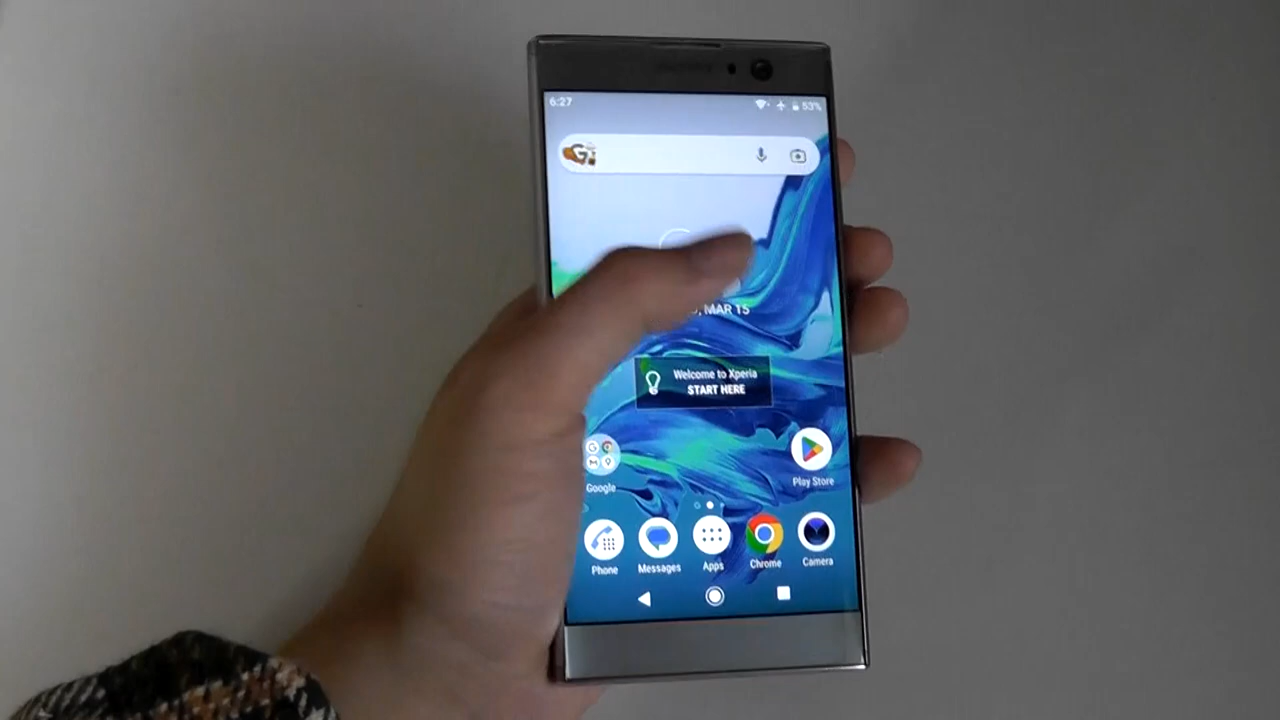 6:27
53%
G
, MAR 15
Welcome to Xperia
START HERE
Google
Play Store
Phone
Messages
Apps
Chrome
Camera